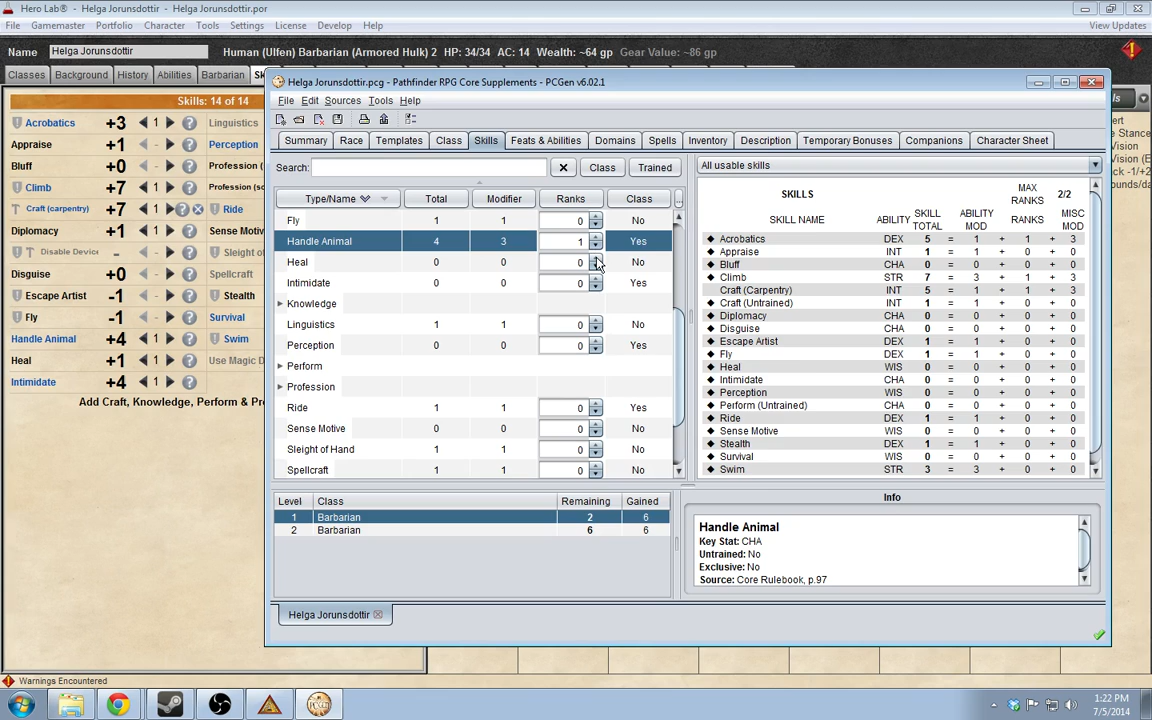 Hero Lab® - Helga Jorunsdottir - Helga Jorunsdottir.por
File Gamemaster Portfolio Character Tools Settings License Develop Help View Updates
Name Helga Jorunsdottir Human (Ulfen) Barbarian (Armored Hulk) 2 HP: 34/34 AC: 14 Wealth: ~64 gp Gear Value: ~86 gp
Classes Background History Abilities Barbarian
Skills: 14 of 14
Acrobatics +3 1 ? Linguistics
Appraise +1 - ? Perception
Bluff +0 - ? Profession (
Climb +7 1 ? Profession (sc
Craft (carpentry) +7 1 ? Ride
Diplomacy +1 1 ? Sense Motiv
Disable Device - - ? Sleight of
Disguise +0 - ? Spellcraft
Escape Artist -1 - ? Stealth
Fly -1 - ? Survival
Handle Animal +4 1 ? Swim
Heal +1 1 ? Use Magic D
Intimidate +4 1 ?
Add Craft, Knowledge, Perform & Pr
Warnings Encountered
Helga Jorunsdottir.pcg - Pathfinder RPG Core Supplements - PCGen v6.02.1
File Edit Sources Tools Help
Summary Race Templates Class Skills Feats & Abilities Domains Spells Inventory Description Temporary Bonuses Companions Character Sheet
Search: Class Trained
Type/Name Total Modifier Ranks Class ...
Fly 1 1 0 No
Handle Animal 4 3 1 Yes
Heal 0 0 0 No
Intimidate 0 0 0 Yes
Knowledge
Linguistics 1 1 0 No
Perception 0 0 0 Yes
Perform
Profession
Ride 1 1 0 Yes
Sense Motive 0 0 0 No
Sleight of Hand 1 1 0 No
Spellcraft 1 1 0 No
Level Class Remaining Gained
1 Barbarian 2 6
2 Barbarian 6 6
All usable skills
SKILLS MAX RANKS 2/2
SKILL NAME ABILITY SKILL TOTAL ABILITY MOD RANKS MISC MOD
Acrobatics DEX 5 = 1 + 1 + 3
Appraise INT 1 = 1 + 0 + 0
Bluff CHA 0 = 0 + 0 + 0
Climb STR 7 = 3 + 1 + 3
Craft (Carpentry) INT 5 = 1 + 1 + 3
Craft (Untrained) INT 1 = 1 + 0 + 0
Diplomacy CHA 0 = 0 + 0 + 0
Disguise CHA 0 = 0 + 0 + 0
Escape Artist DEX 1 = 1 + 0 + 0
Fly DEX 1 = 1 + 0 + 0
Heal WIS 0 = 0 + 0 + 0
Intimidate CHA 0 = 0 + 0 + 0
Perception WIS 0 = 0 + 0 + 0
Perform (Untrained) CHA 0 = 0 + 0 + 0
Ride DEX 1 = 1 + 0 + 0
Sense Motive WIS 0 = 0 + 0 + 0
Stealth DEX 1 = 1 + 0 + 0
Survival WIS 0 = 0 + 0 + 0
Swim STR 3 = 3 + 0 + 0
Info
Handle Animal
Key Stat: CHA
Untrained: No
Exclusive: No
Source: Core Rulebook, p.97
Helga Jorunsdottir
1:22 PM
7/5/2014